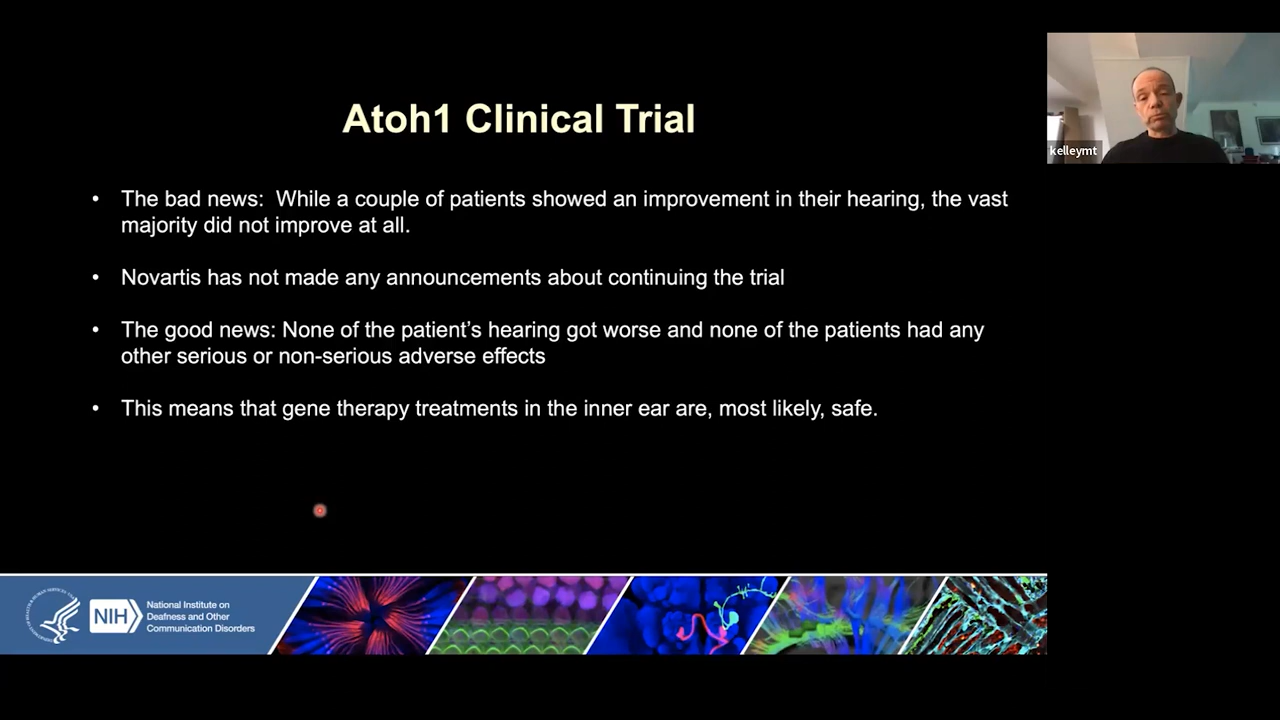 Atoh1 Clinical Trial
kelleymt
• The bad news:  While a couple of patients showed an improvement in their hearing, the vast
majority did not improve at all.
• Novartis has not made any announcements about continuing the trial
• The good news: None of the patient's hearing got worse and none of the patients had any
other serious or non-serious adverse effects
• This means that gene therapy treatments in the inner ear are, most likely, safe.
NIH
National Institute on
Deafness and Other
Communication Disorders